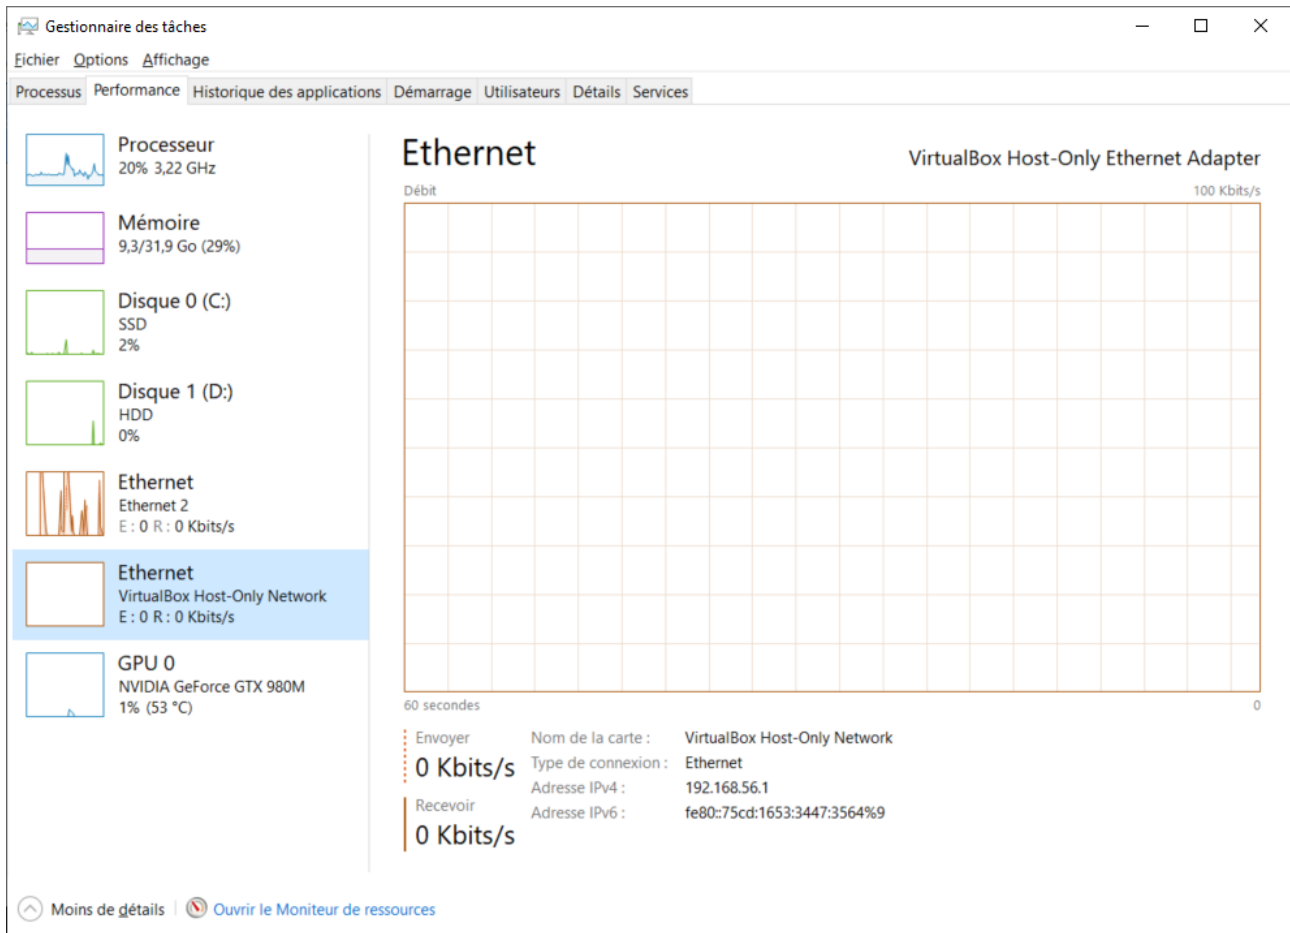 Gestionnaire des tâches
Fichier Options Affichage
Processus Performance Historique des applications Démarrage Utilisateurs Détails Services
Processeur
20% 3,22 GHz
Mémoire
9,3/31,9 Go (29%)
Disque 0 (C:)
SSD
2%
Disque 1 (D:)
HDD
0%
Ethernet
Ethernet 2
E : 0 R : 0 Kbits/s
Ethernet
VirtualBox Host-Only Network
E : 0 R : 0 Kbits/s
GPU 0
NVIDIA GeForce GTX 980M
1% (53 °C)
Ethernet
VirtualBox Host-Only Ethernet Adapter
Débit 100 Kbits/s
60 secondes 0
Envoyer
0 Kbits/s
Recevoir
0 Kbits/s
Nom de la carte : VirtualBox Host-Only Network
Type de connexion : Ethernet
Adresse IPv4 : 192.168.56.1
Adresse IPv6 : fe80::75cd:1653:3447:3564%9
Moins de détails Ouvrir le Moniteur de ressources